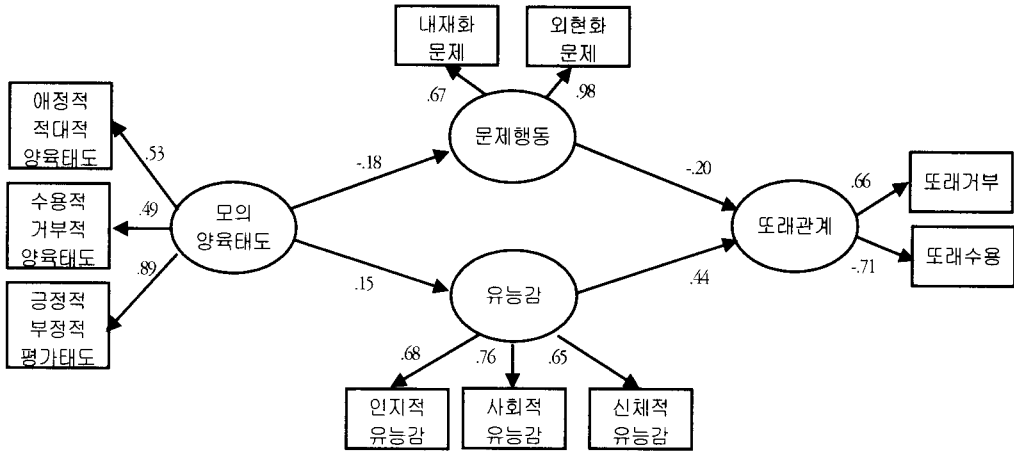 내재화
문제
외현화
문제
.67
.98
애정적
적대적
양육태도
.53
문제행동
-.18
-.20
수용적
거부적
양육태도
.49
모의
양육태도
.66
또래거부
또래관계
또래수용
-.71
.89
긍정적
부정적
평가태도
.15
유능감
.44
.68
.76
.65
인지적
유능감
사회적
유능감
신체적
유능감